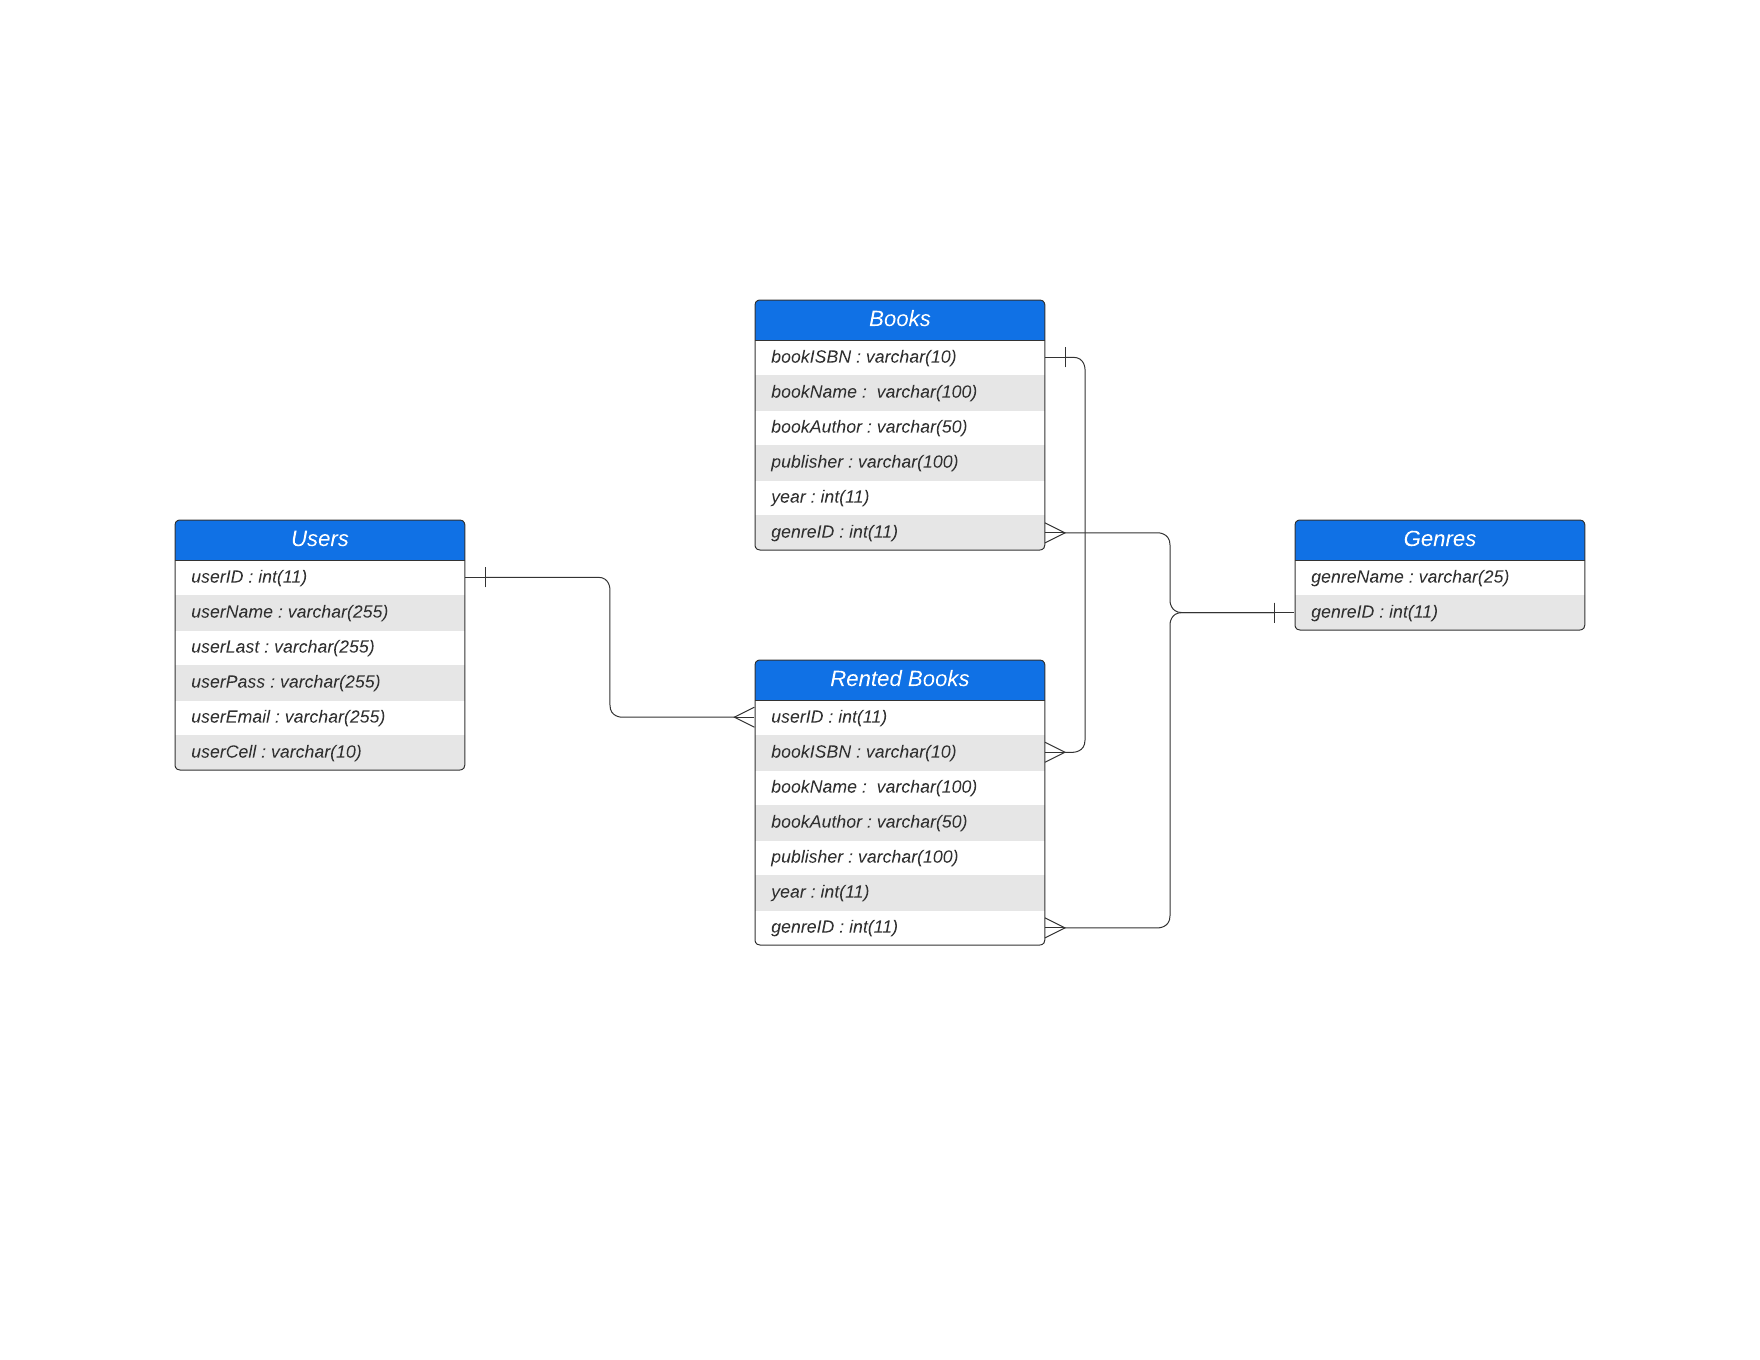 Books
bookISBN : varchar(10)
bookName :  varchar(100)
bookAuthor : varchar(50)
publisher : varchar(100)
year : int(11)
genreID : int(11)
Users
userID : int(11)
userName : varchar(255)
userLast : varchar(255)
userPass : varchar(255)
userEmail : varchar(255)
userCell : varchar(10)
Genres
genreName : varchar(25)
genreID : int(11)
Rented Books
userID : int(11)
bookISBN : varchar(10)
bookName :  varchar(100)
bookAuthor : varchar(50)
publisher : varchar(100)
year : int(11)
genreID : int(11)